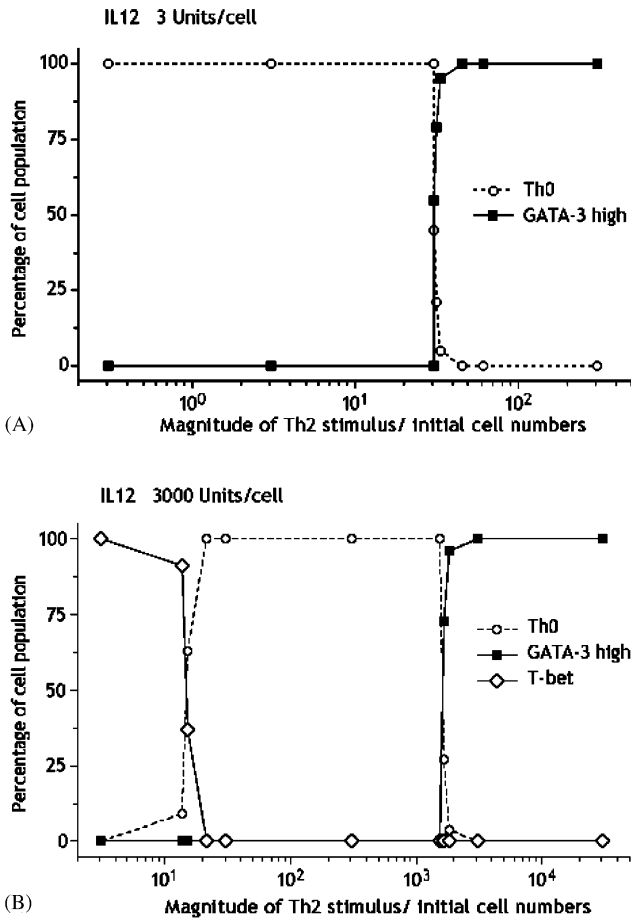 IL12 3 Units/cell
Percentage of cell population
100
75
50
25
0
Th0
GATA-3 high
10⁰ 10¹ 10²
(A)
Magnitude of Th2 stimulus/ initial cell numbers
IL12 3000 Units/cell
Percentage of cell population
100
75
50
25
0
Th0
GATA-3 high
T-bet
10¹ 10² 10³ 10⁴
(B)
Magnitude of Th2 stimulus/ initial cell numbers